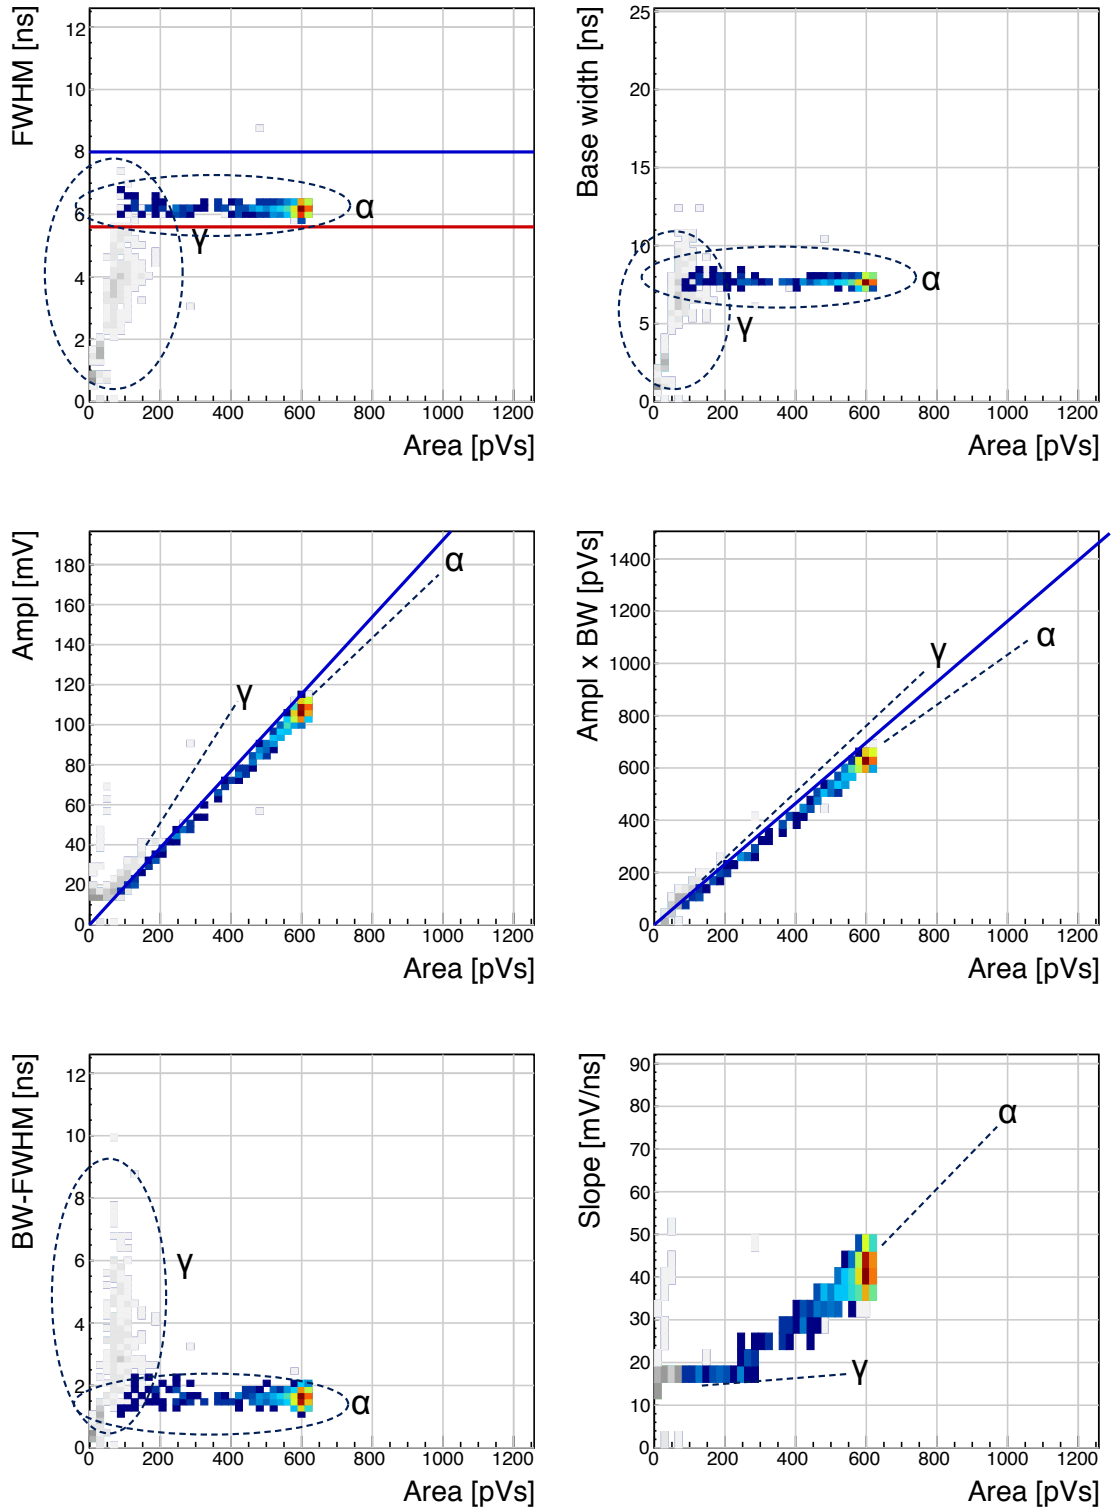 FWHM [ns]
12
10
8
6
4
2
0
α
γ
0 200 400 600 800 1000 1200
Area [pVs]
Base width [ns]
25
20
15
10
5
0
α
γ
0 200 400 600 800 1000 1200
Area [pVs]
Ampl [mV]
180
160
140
120
100
80
60
40
20
0
α
γ
0 200 400 600 800 1000 1200
Area [pVs]
Ampl x BW [pVs]
1400
1200
1000
800
600
400
200
0
γ
α
0 200 400 600 800 1000 1200
Area [pVs]
BW-FWHM [ns]
12
10
8
6
4
2
0
γ
α
0 200 400 600 800 1000 1200
Area [pVs]
Slope [mV/ns]
90
80
70
60
50
40
30
20
10
0
α
γ
0 200 400 600 800 1000 1200
Area [pVs]